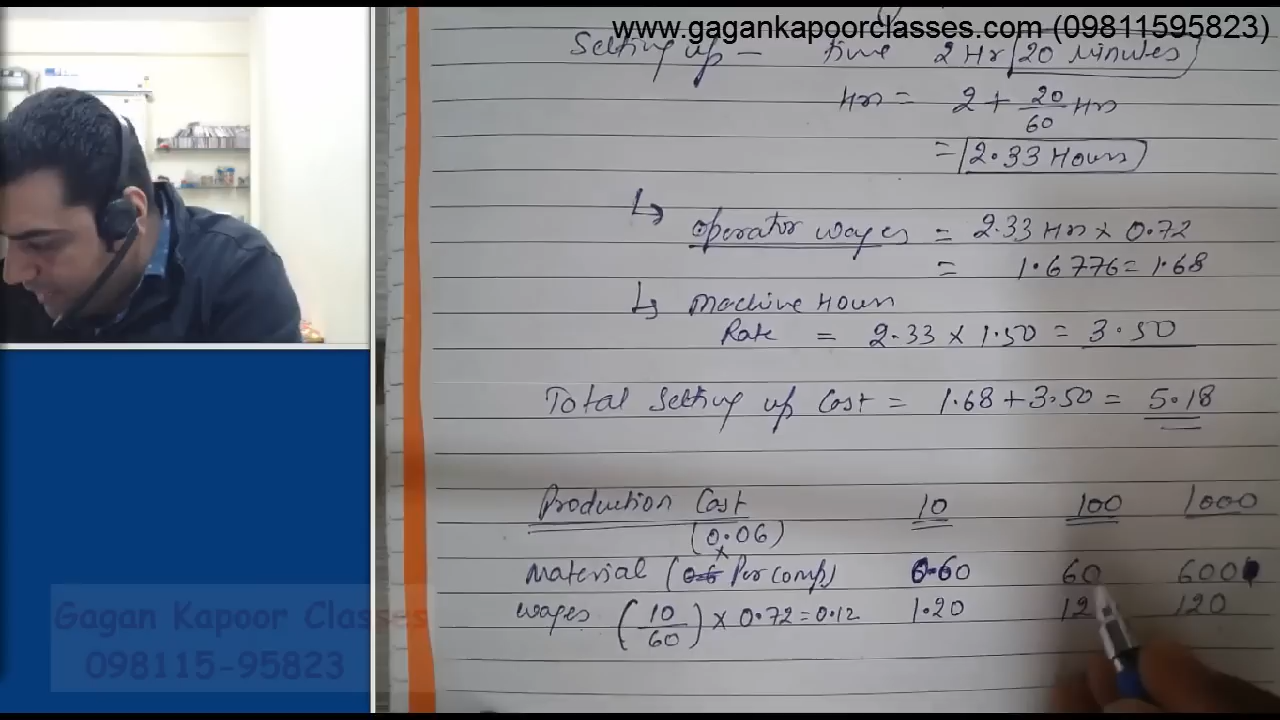 www.gagankapoorclasses.com (09811595823)
Setting up – time 2 Hr/20 Minutes
Hrs = 2 + 20/60 Hrs
= 2.33 Hours
↳ operator wages = 2.33 Hrs × 0.72
= 1.6776 = 1.68
↳ Machine Hours
Rate = 2.33 × 1.50 = 3.50
Total Setting up Cost = 1.68 + 3.50 = 5.18
Production Cost 10 100 1000
(0.06)
Material ( Per comp) 0.60 60 600
wages (10/60) × 0.72 = 0.12 1.20 12 120
Gagan Kapoor Classes
098115-95823